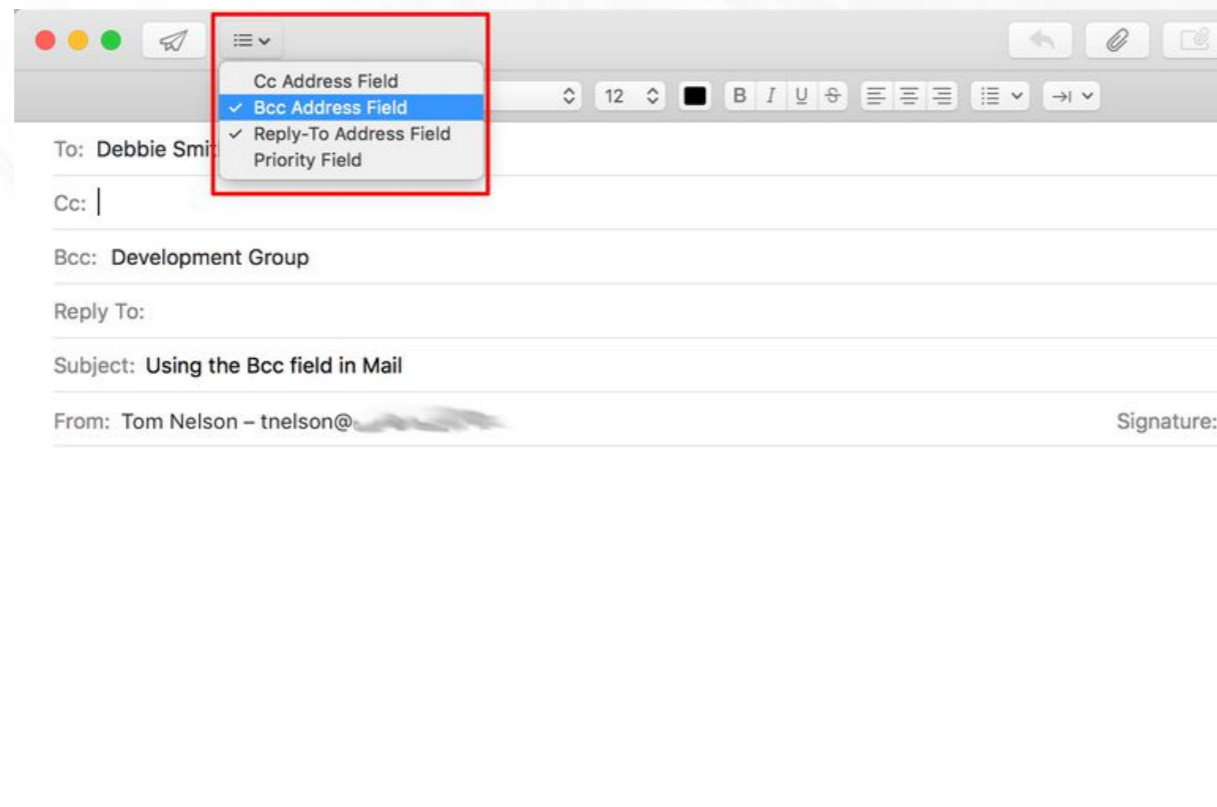 Cc Address Field
✓ Bcc Address Field
✓ Reply-To Address Field
Priority Field
12 B I U S
To: Debbie Smi
Cc:
Bcc: Development Group
Reply To:
Subject: Using the Bcc field in Mail
From: Tom Nelson – tnelson@ Signature: